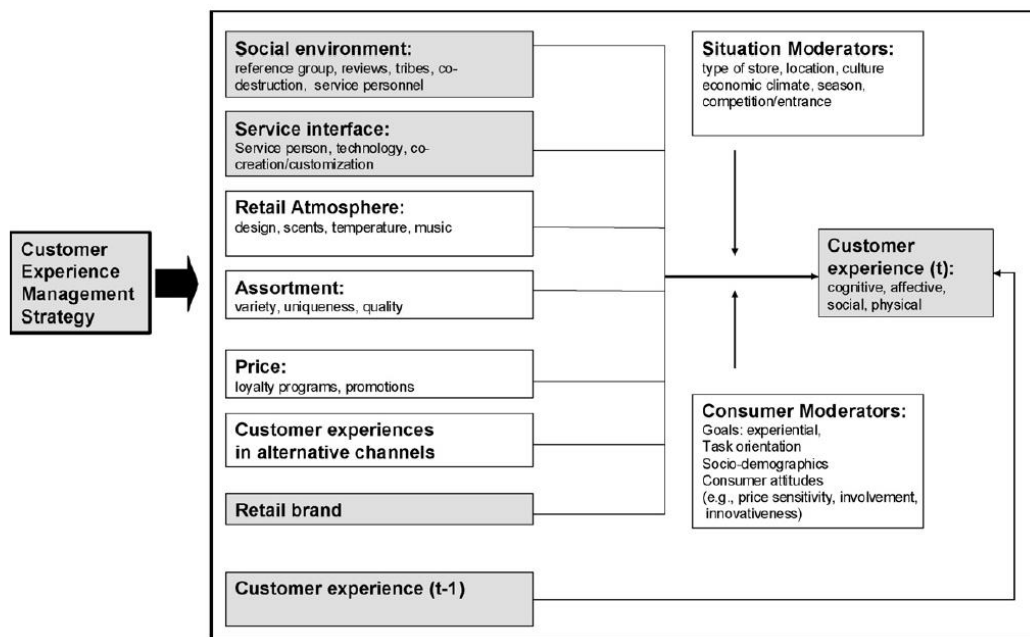 Customer
Experience
Management
Strategy
Social environment:
reference group, reviews, tribes, co-
destruction, service personnel
Service interface:
Service person, technology, co-
creation/customization
Retail Atmosphere:
design, scents, temperature, music
Assortment:
variety, uniqueness, quality
Price:
loyalty programs, promotions
Customer experiences
in alternative channels
Retail brand
Customer experience (t-1)
Situation Moderators:
type of store, location, culture
economic climate, season,
competition/entrance
Customer
experience (t):
cognitive, affective,
social, physical
Consumer Moderators:
Goals: experiential,
Task orientation
Socio-demographics
Consumer attitudes
(e.g., price sensitivity, involvement,
innovativeness)